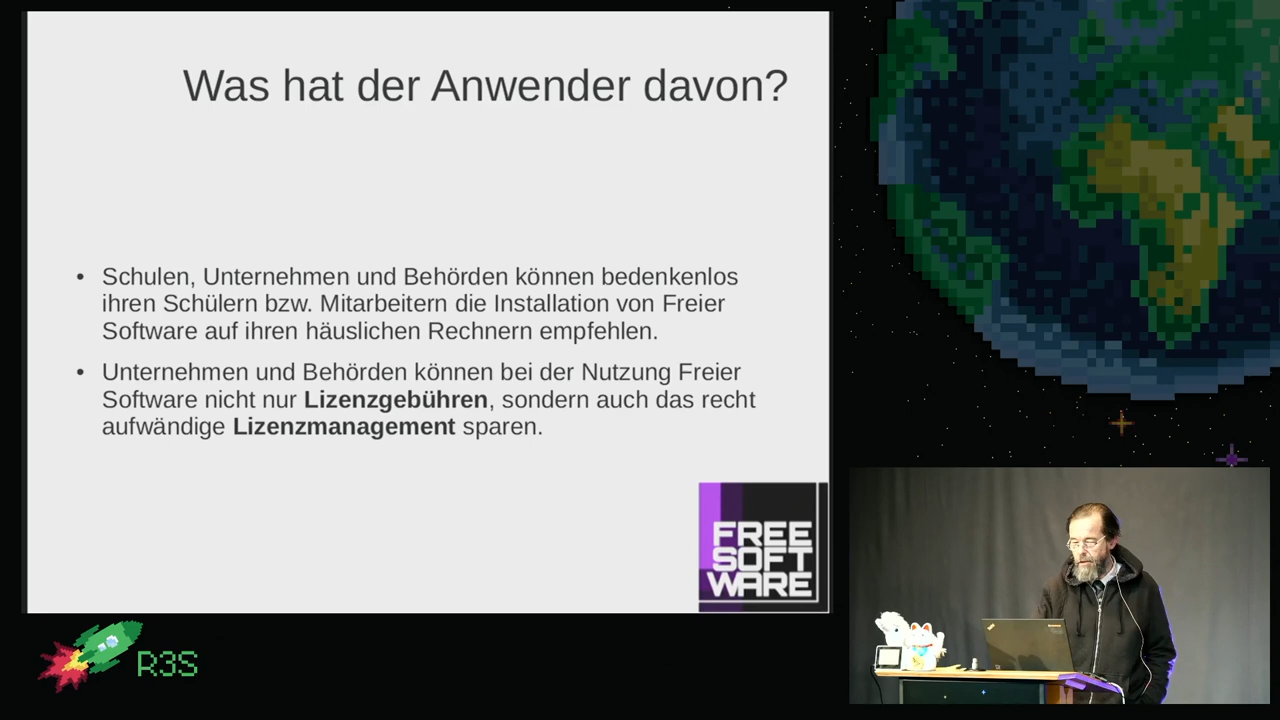 Was hat der Anwender davon?
• Schulen, Unternehmen und Behörden können bedenkenlos
ihren Schülern bzw. Mitarbeitern die Installation von Freier
Software auf ihren häuslichen Rechnern empfehlen.
• Unternehmen und Behörden können bei der Nutzung Freier
Software nicht nur Lizenzgebühren, sondern auch das recht
aufwändige Lizenzmanagement sparen.
FREE
SOFT
WARE
R3S